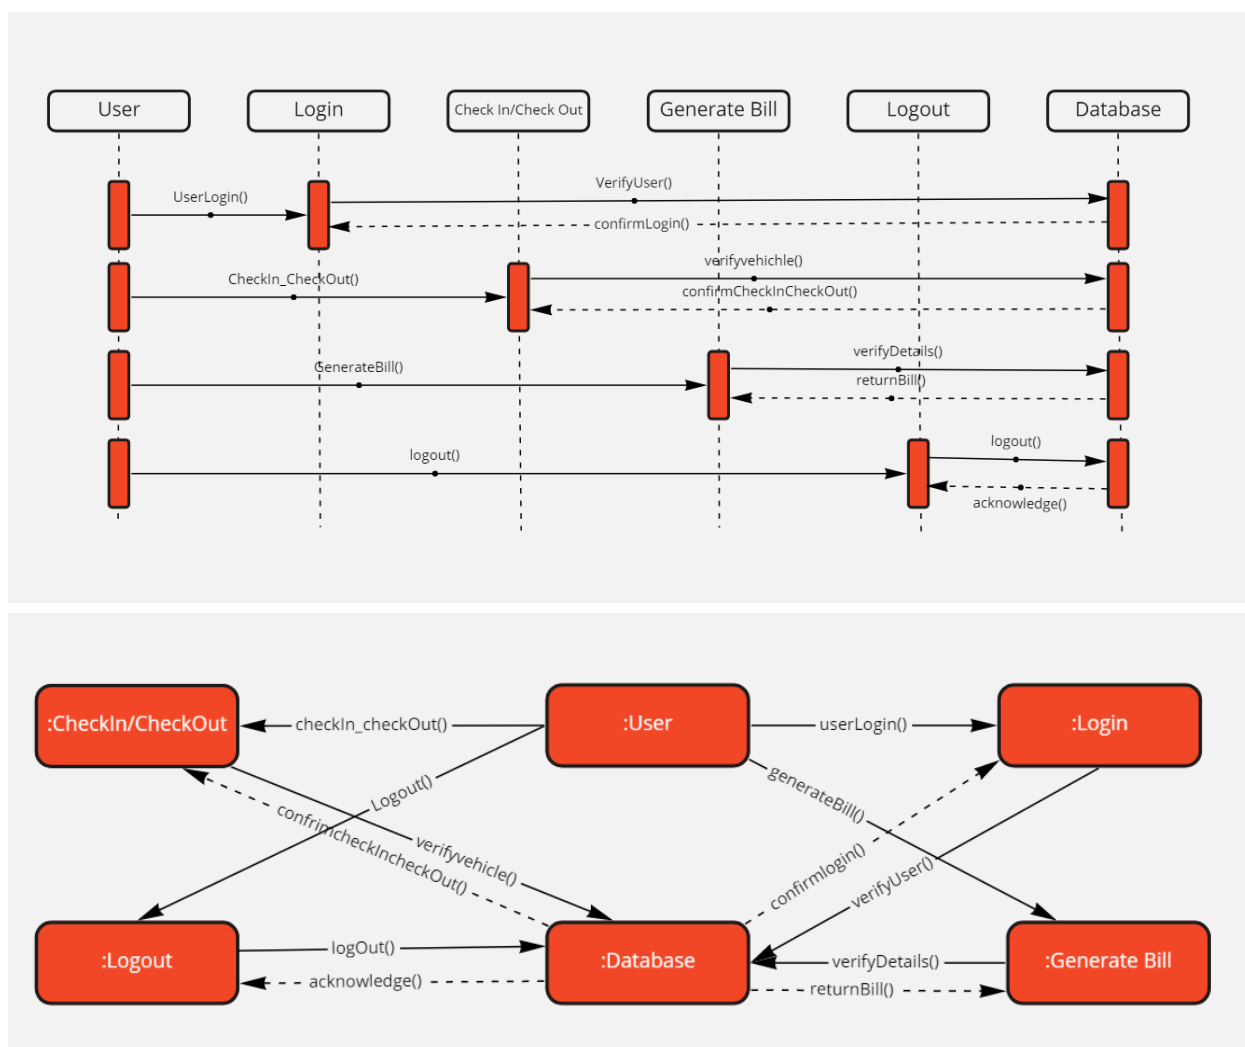 User
Login
Check In/Check Out
Generate Bill
Logout
Database
UserLogin()
VerifyUser()
confirmLogin()
CheckIn_CheckOut()
verifyvehichle()
confirmCheckInCheckOut()
GenerateBill()
verifyDetails()
returnBill()
logout()
logout()
acknowledge()
:CheckIn/CheckOut
checkIn_checkOut()
:User
userLogin()
:Login
Logout()
generateBill()
confrimcheckIncheckOut()
verifyvehicle()
confirmlogin()
verifyUser()
:Logout
logOut()
acknowledge()
:Database
verifyDetails()
returnBill()
:Generate Bill